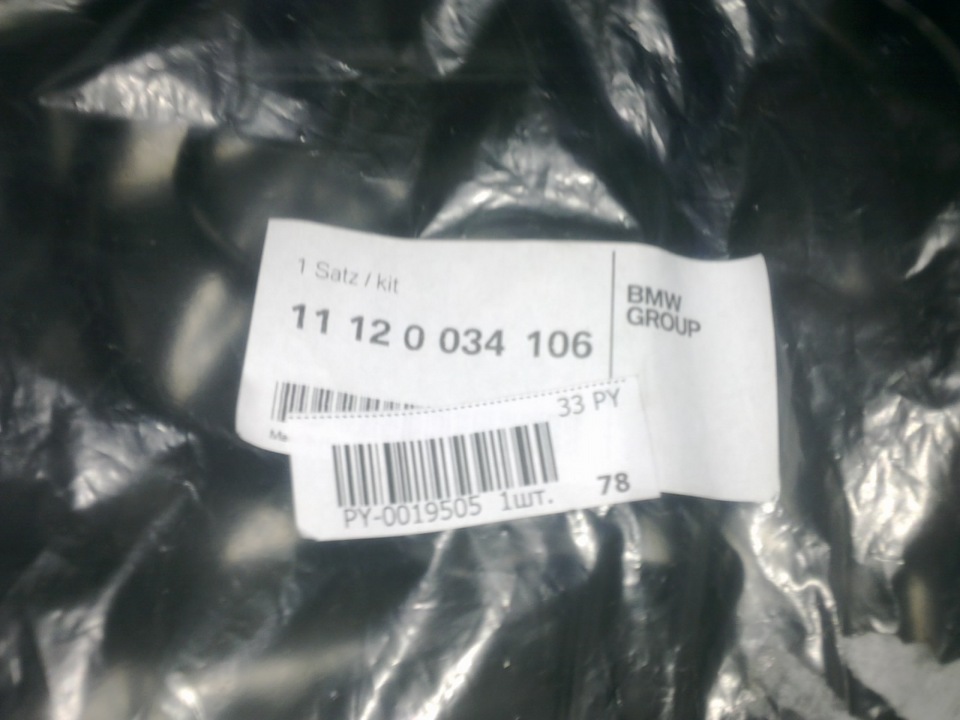 1 Satz / kit
11 12 0 034 106
BMW
GROUP
33 PY
PY-0019505 1шт.
78